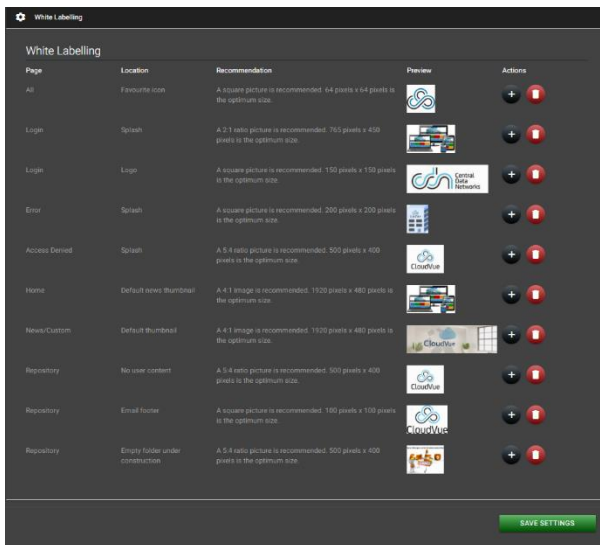 White Labelling
White Labelling
Page Location Recommendation Preview Actions
All Favourite icon A square picture is recommended. 64 pixels x 64 pixels is
the optimum size.
Login Splash A 2:1 ratio picture is recommended. 765 pixels x 450
pixels is the optimum size.
Login Logo A square picture is recommended. 150 pixels x 150 pixels
is the optimum size.
cdn Central
Data
Networks
Error Splash A square picture is recommended. 200 pixels x 200 pixels
is the optimum size.
Access Denied Splash A 5:4 ratio picture is recommended. 500 pixels x 400
pixels is the optimum size.
CloudVue
Home Default news thumbnail A 4:1 image is recommended. 1920 pixels x 480 pixels is
the optimum size.
News/Custom Default thumbnail A 4:1 image is recommended. 1920 pixels x 480 pixels is
the optimum size.
CloudVue
Repository No user content A 5:4 ratio picture is recommended. 500 pixels x 400
pixels is the optimum size.
CloudVue
Repository Email footer A square picture is recommended. 100 pixels x 100 pixels
is the optimum size.
CloudVue
Repository Empty folder under
construction A 5:4 ratio picture is recommended. 500 pixels x 400
pixels is the optimum size.
SAVE SETTINGS